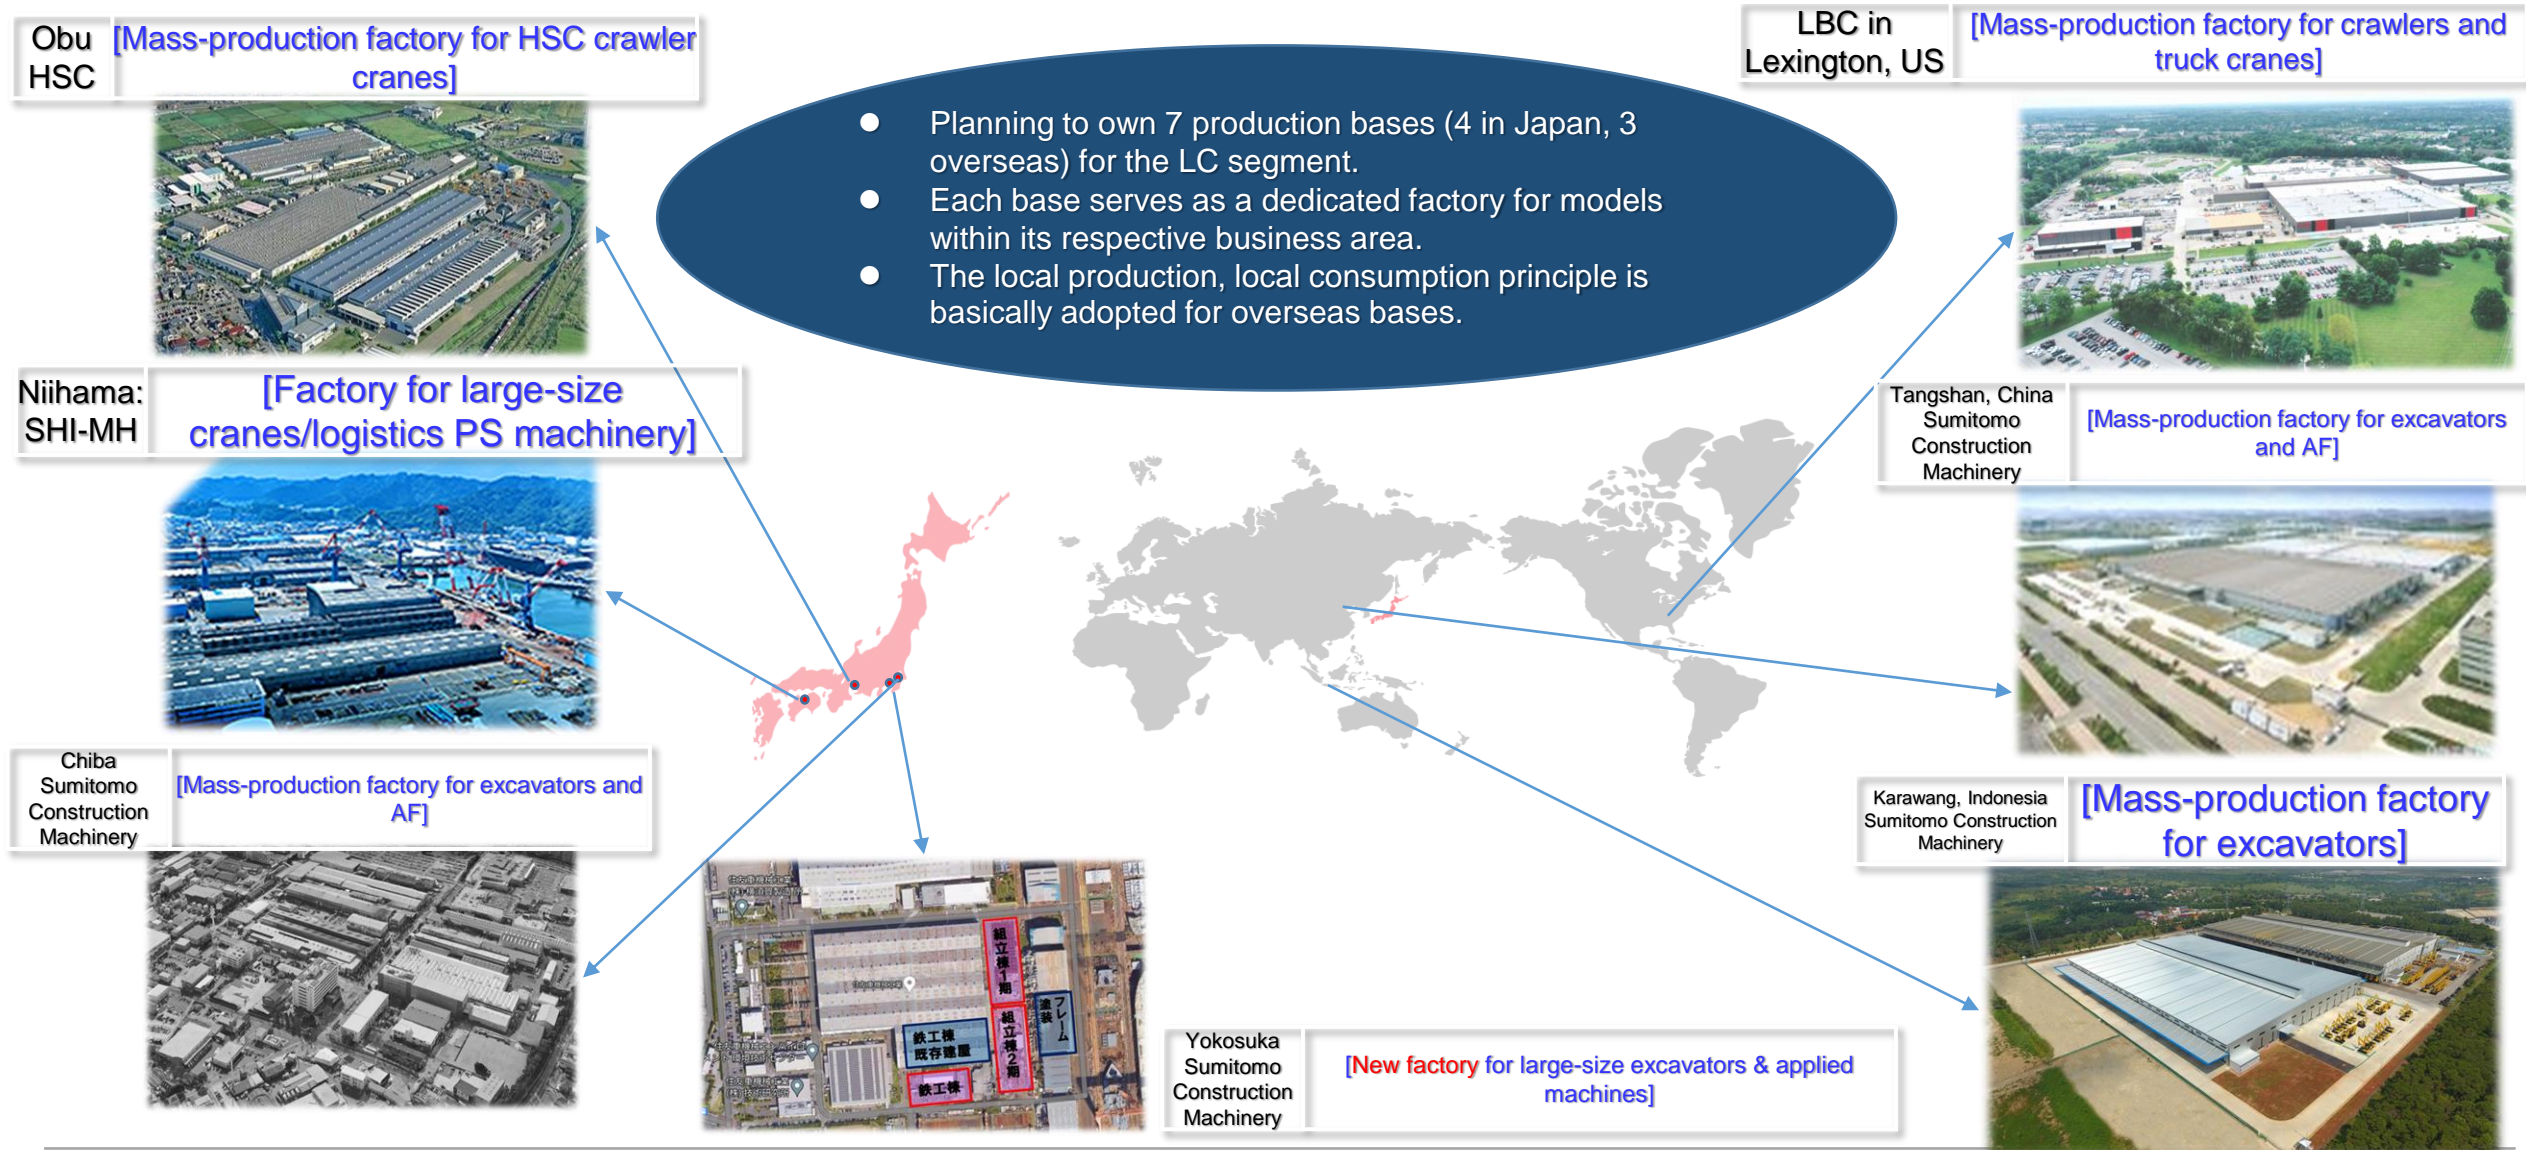 Obu
HSC
[Mass-production factory for HSC crawler
cranes]
LBC in
Lexington, US
[Mass-production factory for crawlers and
truck cranes]
● Planning to own 7 production bases (4 in Japan, 3
overseas) for the LC segment.
● Each base serves as a dedicated factory for models
within its respective business area.
● The local production, local consumption principle is
basically adopted for overseas bases.
Niihama:
SHI-MH
[Factory for large-size
cranes/logistics PS machinery]
Tangshan, China
Sumitomo
Construction
Machinery
[Mass-production factory for excavators
and AF]
Chiba
Sumitomo
Construction
Machinery
[Mass-production factory for excavators and
AF]
Karawang, Indonesia
Sumitomo Construction
Machinery
[Mass-production factory
for excavators]
組立棟1期
組立棟2期
フレーム
塗装
鉄工棟
既存建屋
鉄工棟
Yokosuka
Sumitomo
Construction
Machinery
[New factory for large-size excavators & applied
machines]